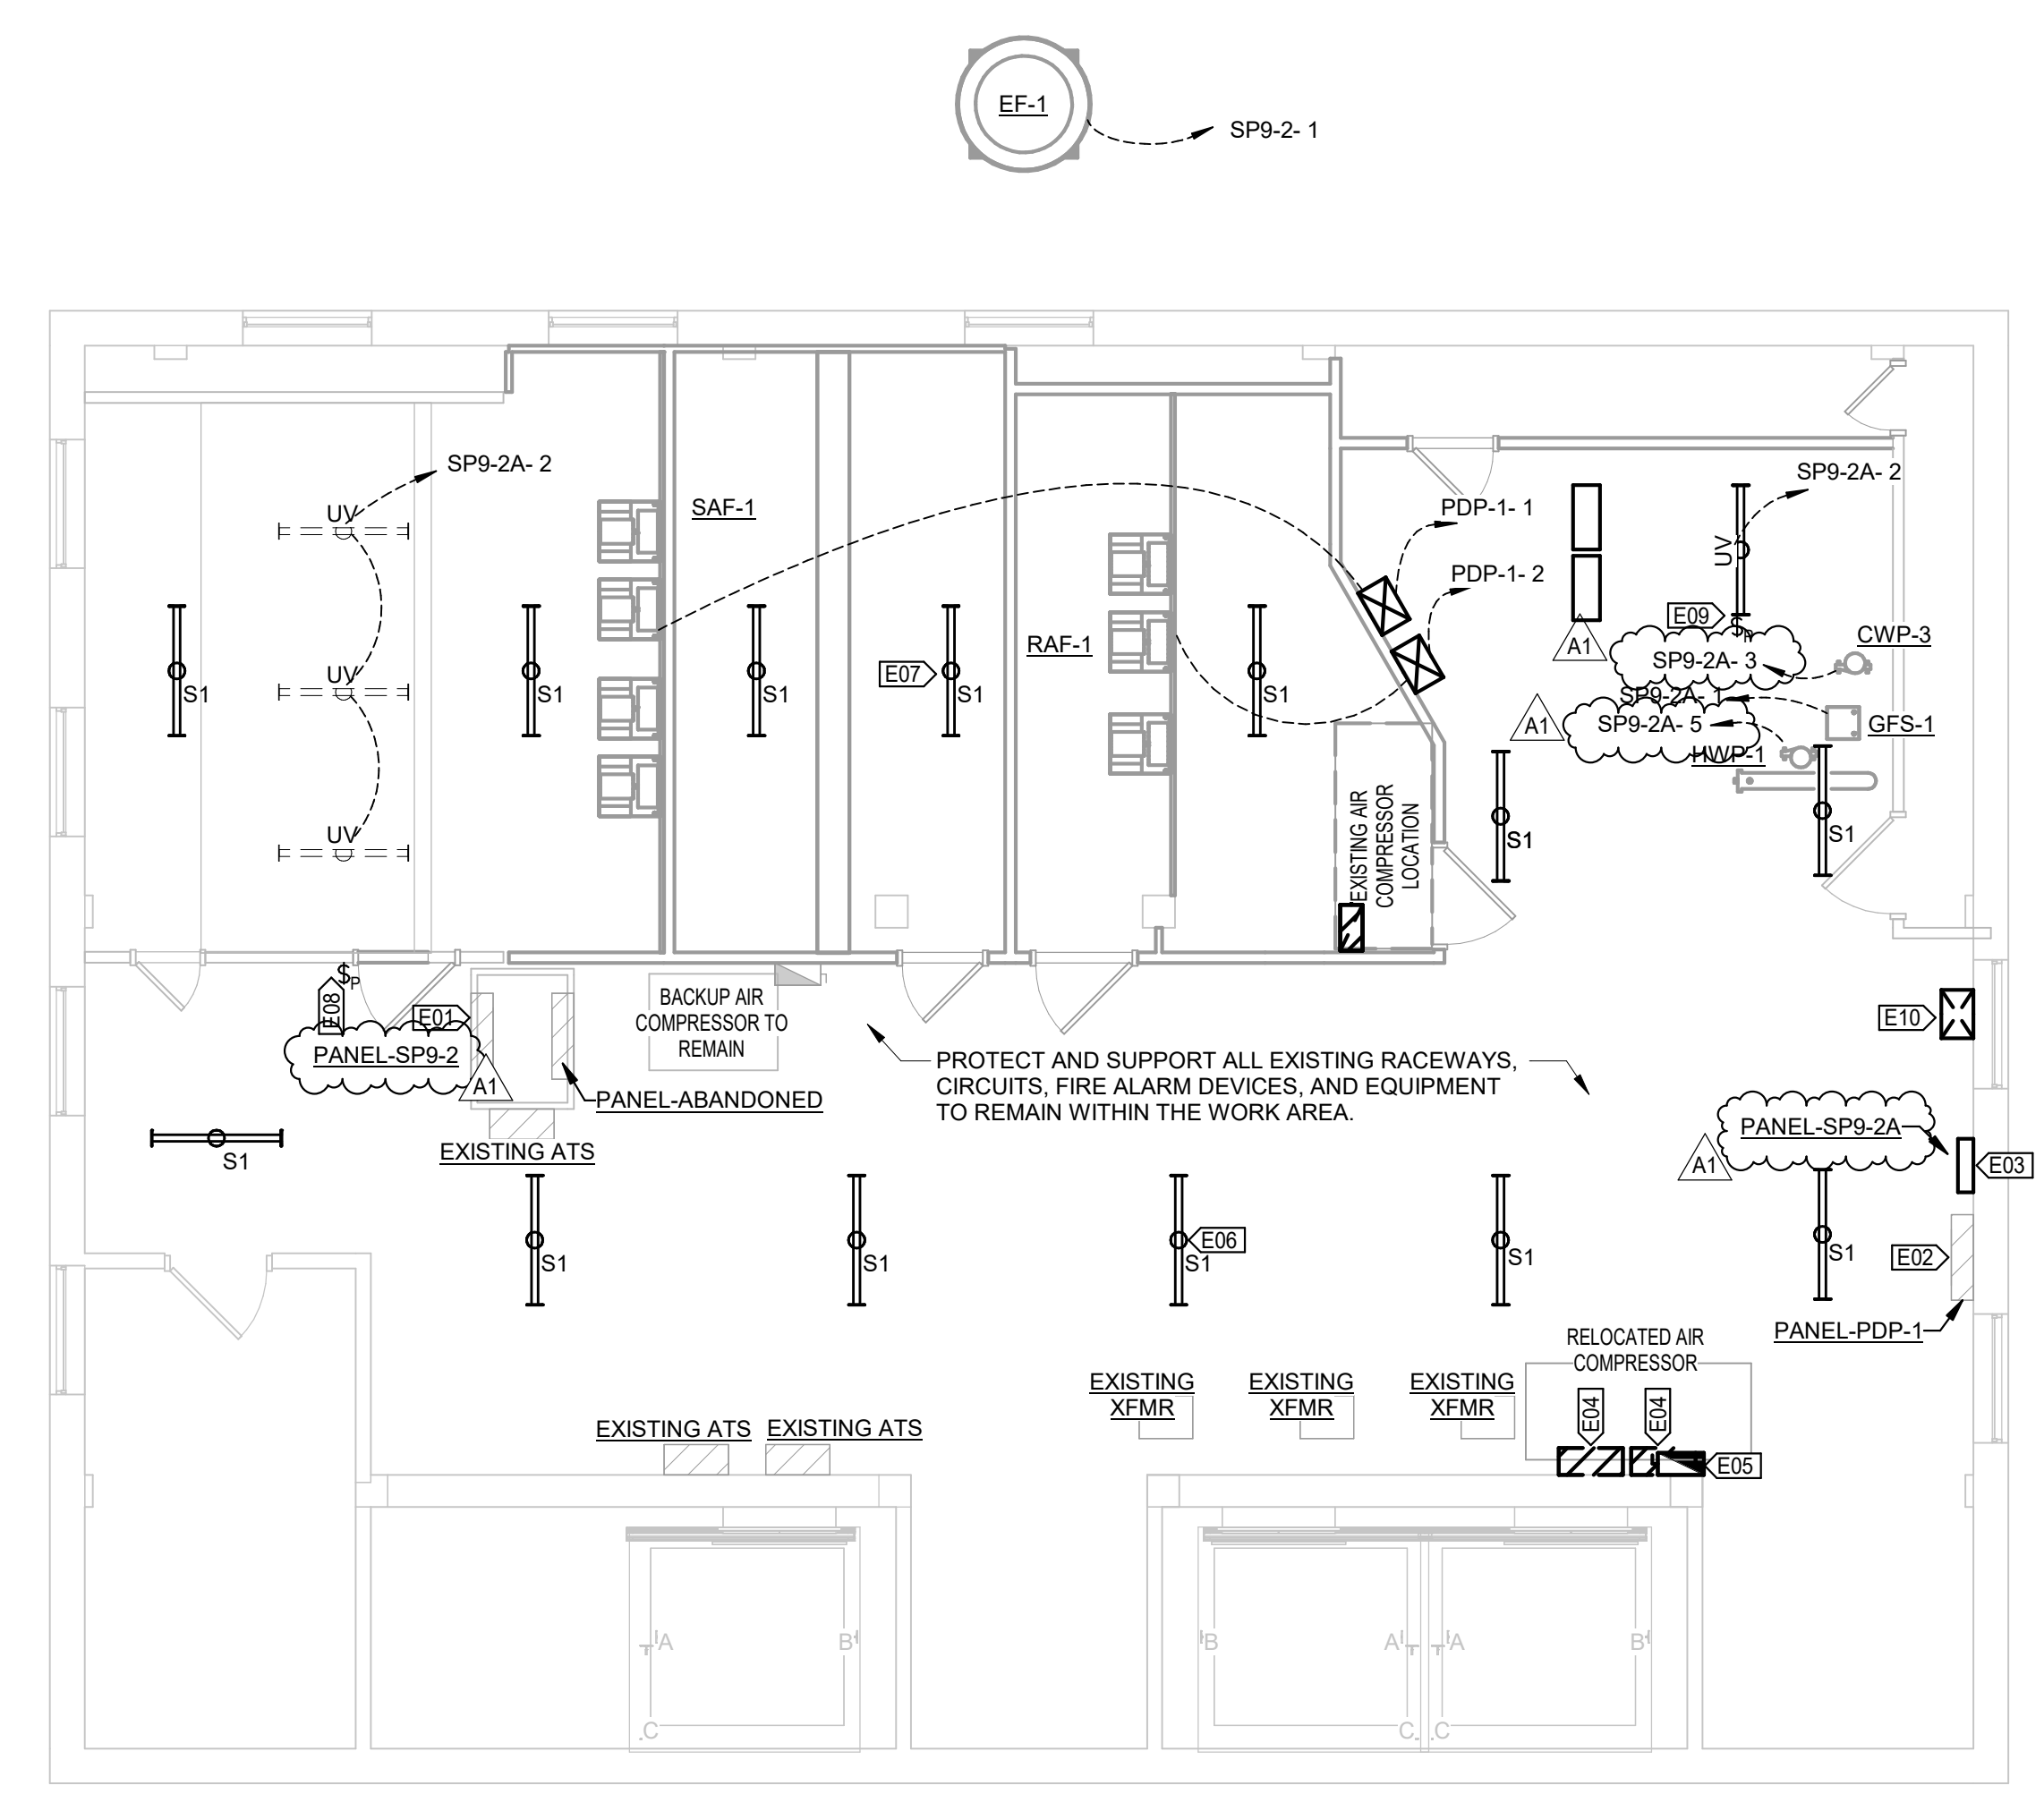 EF-1
SP9-2- 1
SP9-2A- 2
UV
SAF-1
PDP-1- 1
SP9-2A- 2
UV
PDP-1- 2
E09
$P
A1
CWP-3
SP9-2A- 3
RAF-1
E07
UV
S1
S1
S1
S1
S1
SP9-2A- 1
A1
SP9-2A- 5
GFS-1
HWP-1
EXISTING AIR
COMPRESSOR
LOCATION
UV
S1
S1
$P
E08
E01
PANEL-SP9-2
A1
BACKUP AIR
COMPRESSOR TO
REMAIN
PANEL-ABANDONED
EXISTING ATS
PROTECT AND SUPPORT ALL EXISTING RACEWAYS,
CIRCUITS, FIRE ALARM DEVICES, AND EQUIPMENT
TO REMAIN WITHIN THE WORK AREA.
E10
PANEL-SP9-2A
A1
E03
S1
S1
S1
E06
S1
S1
S1
E02
PANEL-PDP-1
RELOCATED AIR
COMPRESSOR
EXISTING
XFMR
EXISTING
XFMR
EXISTING
XFMR
E04
E04
E05
EXISTING ATS
EXISTING ATS
A
B
B
A
A
B
C
C
C